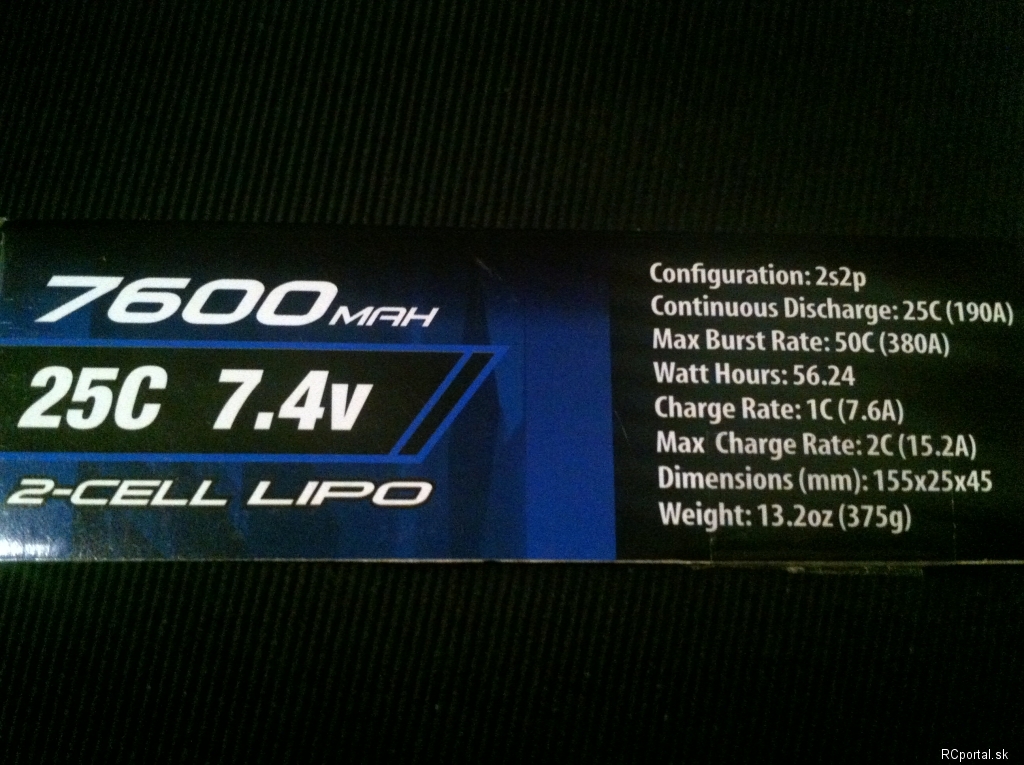 7600MAH
25C 7.4v
2-CELL LIPO
Configuration: 2s2p
Continuous Discharge: 25C (190A)
Max Burst Rate: 50C (380A)
Watt Hours: 56.24
Charge Rate: 1C (7.6A)
Max Charge Rate: 2C (15.2A)
Dimensions (mm): 155x25x45
Weight: 13.2oz (375g)
RCportal.sk